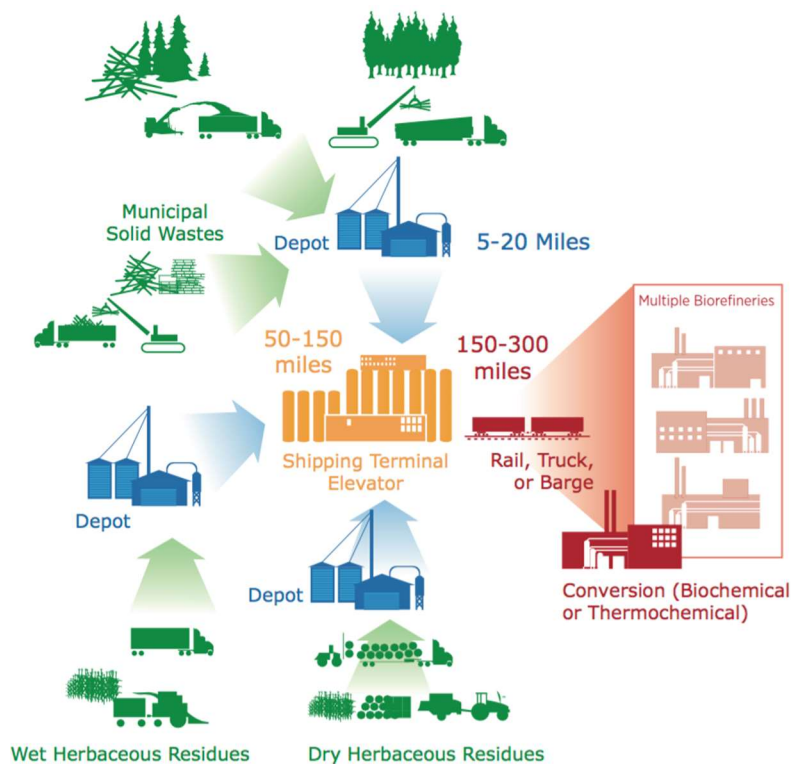 Municipal
Solid Wastes
Depot
5-20 Miles
50-150
miles
150-300
miles
Multiple Biorefineries
Shipping Terminal
Elevator
Rail, Truck,
or Barge
Depot
Depot
Conversion (Biochemical
or Thermochemical)
Wet Herbaceous Residues
Dry Herbaceous Residues